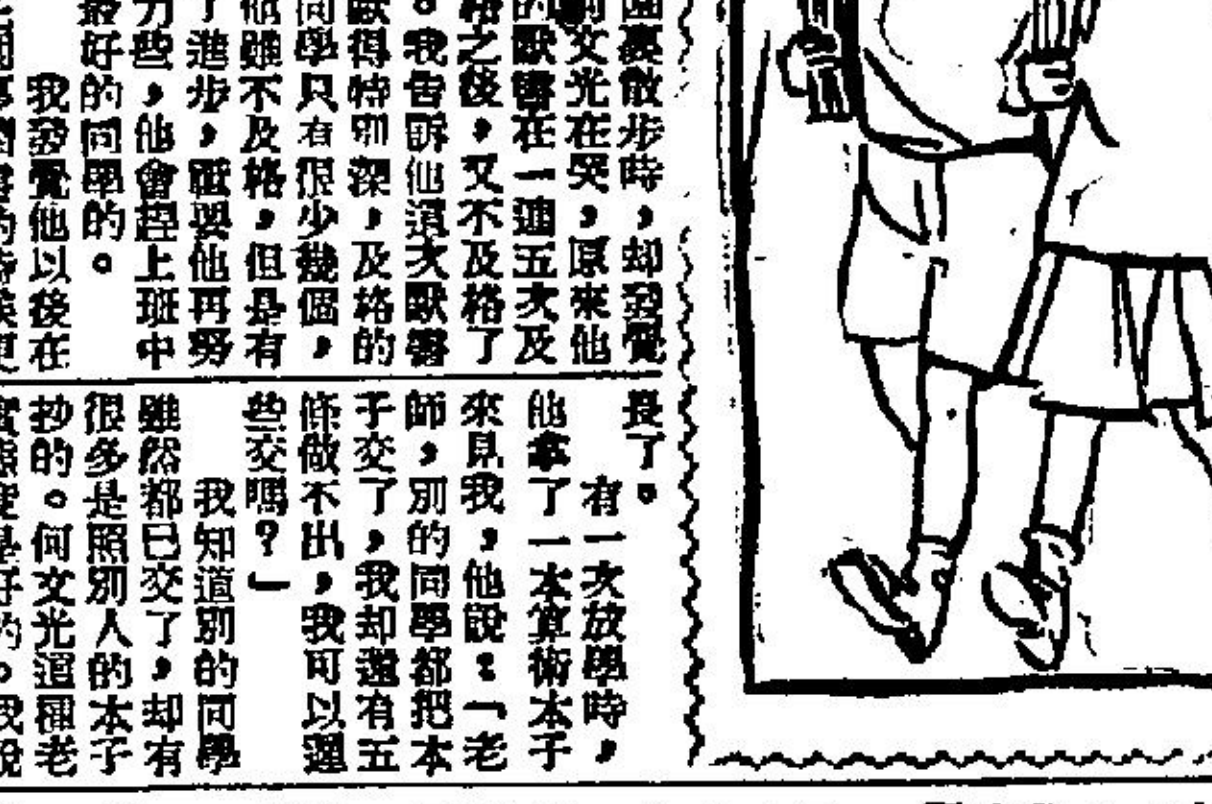 園裏散步時，却發覺
何文光在哭，原來他
的默書在一連五次及
格之後，又不及格了
。我告訴他這次默書
默得特別深，及格的
同學只有很少幾個，
他雖不及格，但是有
了進步，祗要他再努
力些，他會趕上班中
最好的同學的。
我發覺他以後在
長了。
有一次放學時，
他拿了一本算術本子
來見我，他說：「老
師，別的同學都把本
子交了，我却還有五
條做不出，我可以遲
些交嗎？」
我知道別的同學
雖然都已交了，却有
很多是照別人的本子
抄的。何文光這種老
實態度是好的。我說